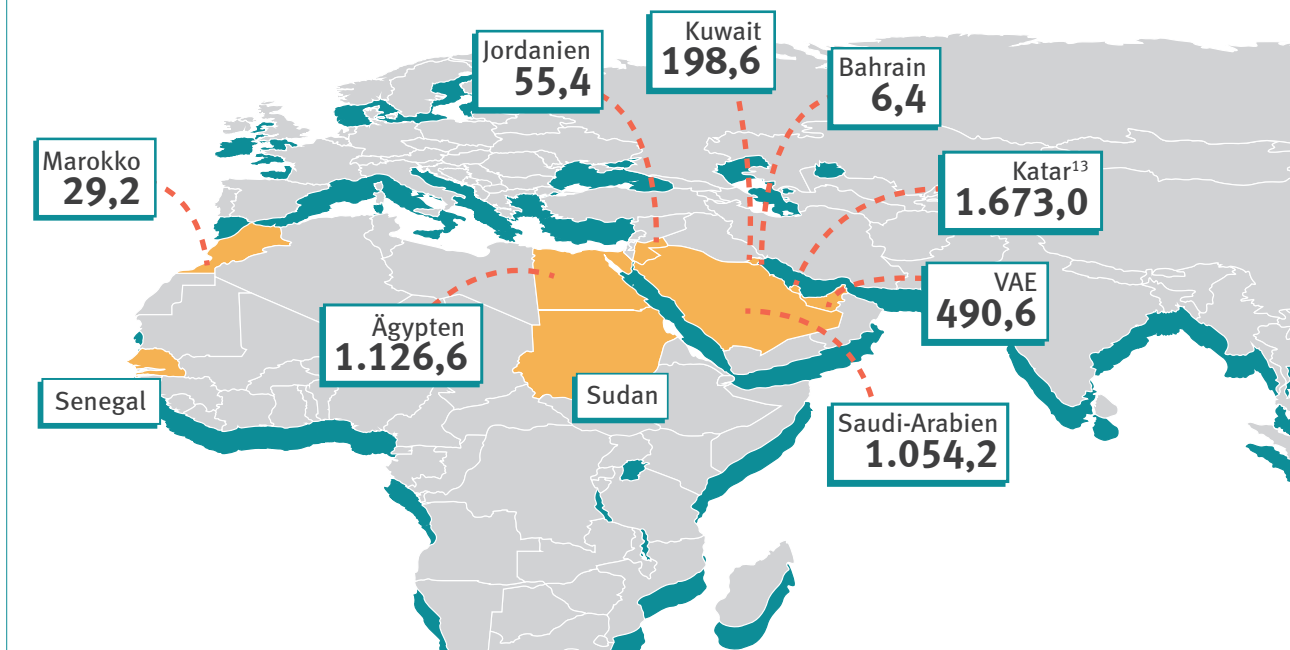 Jordanien
55,4
Kuwait
198,6
Bahrain
6,4
Marokko
29,2
Katar¹³
1.673,0
VAE
490,6
Ägypten
1.126,6
Senegal
Sudan
Saudi-Arabien
1.054,2